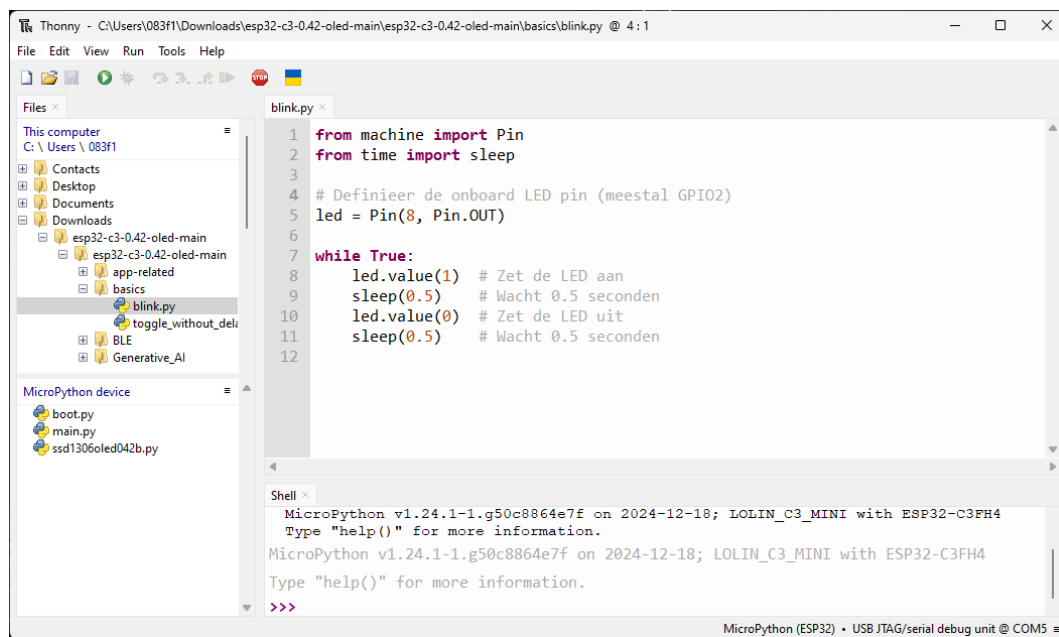 Thonny - C:\Users\083f1\Downloads\esp32-c3-0.42-oled-main\esp32-c3-0.42-oled-main\basics\blink.py @ 4 : 1
File Edit View Run Tools Help
STOP
Files
This computer
C: \ Users \ 083f1
Contacts
Desktop
Documents
Downloads
esp32-c3-0.42-oled-main
esp32-c3-0.42-oled-main
app-related
basics
blink.py
toggle_without_dela
BLE
Generative_AI
MicroPython device
boot.py
main.py
ssd1306oled042b.py
blink.py
1 from machine import Pin
2 from time import sleep
3
4 # Definieer de onboard LED pin (meestal GPIO2)
5 led = Pin(8, Pin.OUT)
6
7 while True:
8     led.value(1)  # Zet de LED aan
9     sleep(0.5)    # Wacht 0.5 seconden
10     led.value(0)  # Zet de LED uit
11     sleep(0.5)    # Wacht 0.5 seconden
12
Shell
MicroPython v1.24.1-1.g50c8864e7f on 2024-12-18; LOLIN_C3_MINI with ESP32-C3FH4
Type "help()" for more information.
MicroPython v1.24.1-1.g50c8864e7f on 2024-12-18; LOLIN_C3_MINI with ESP32-C3FH4
Type "help()" for more information.
>>>
MicroPython (ESP32) • USB JTAG/serial debug unit @ COM5